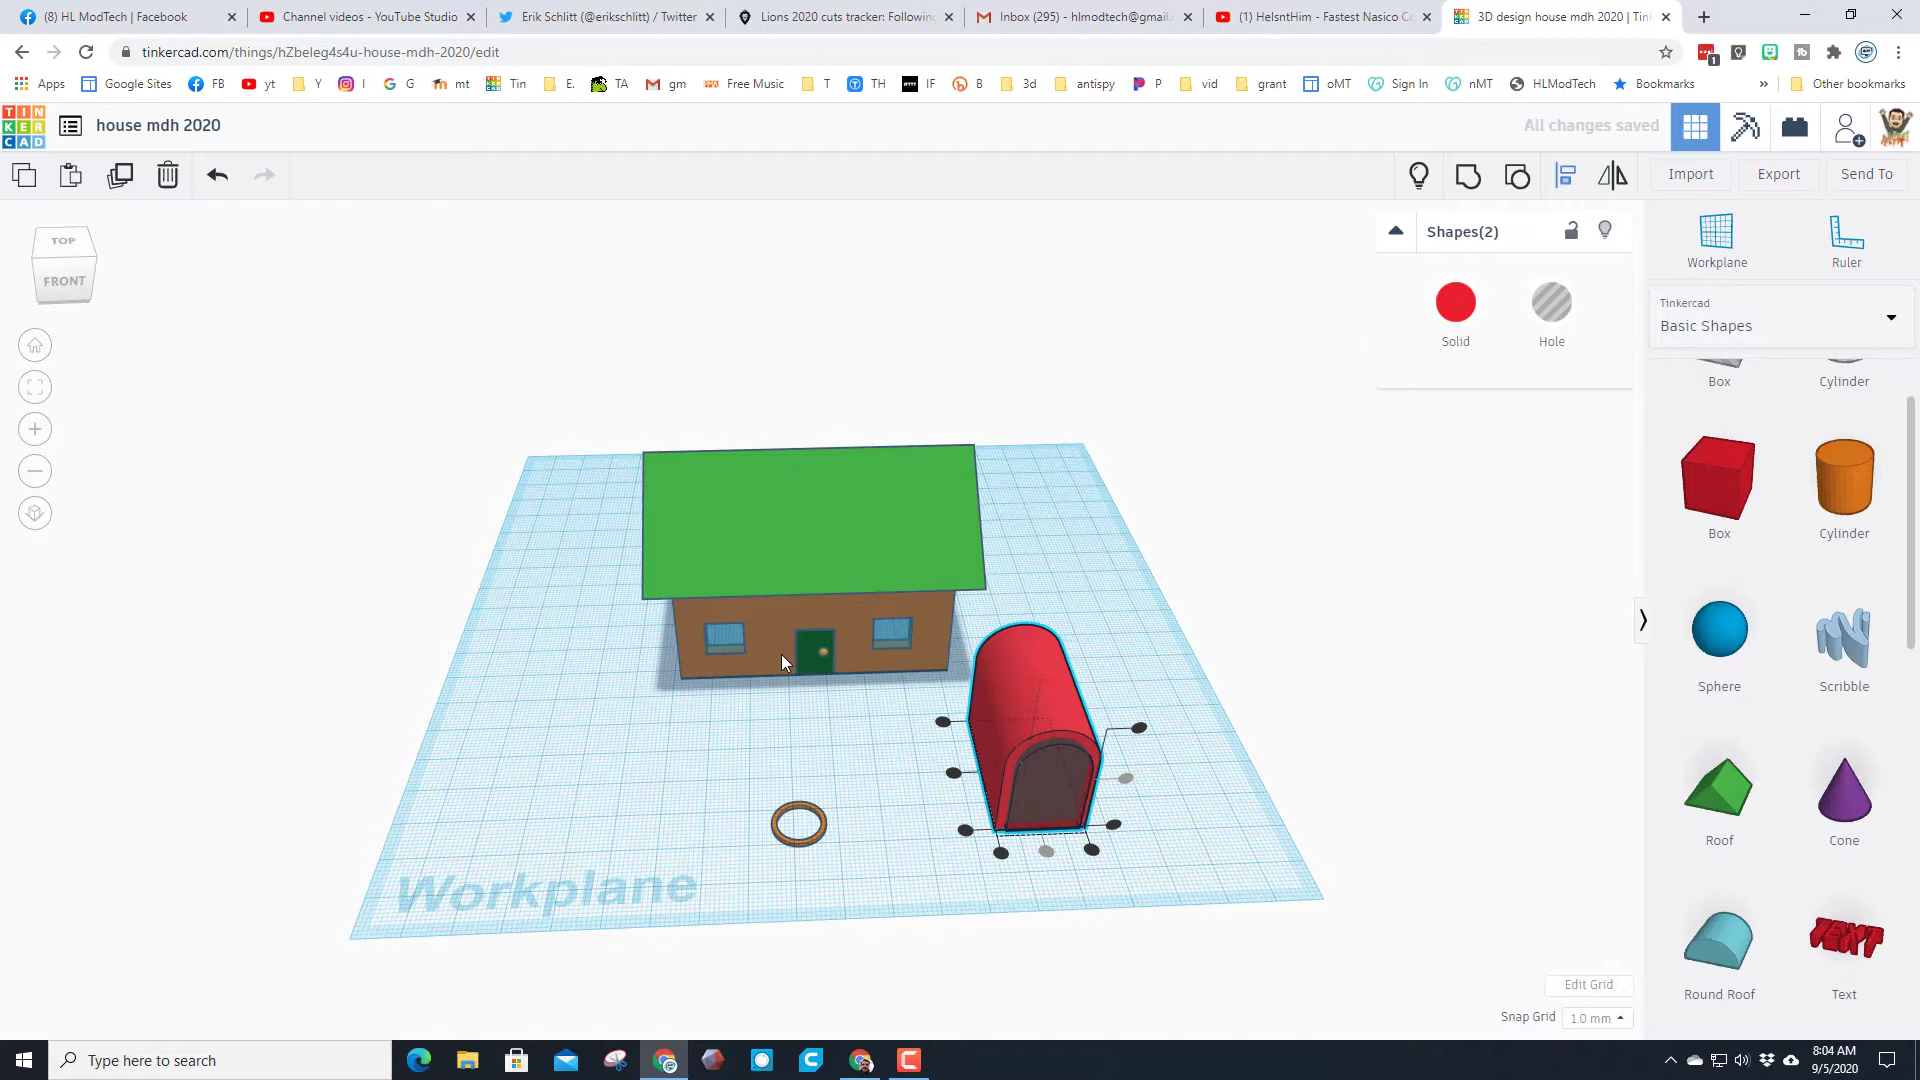 (8) HL ModTech | Facebook
Channel videos - YouTube Studio
Erik Schlitt (@erikschlitt) / Twitter
Lions 2020 cuts tracker: Followin
Inbox (295) - hlmodtech@gmail.
(1) HeIsntHim - Fastest Nasico Co
3D design house mdh 2020 | Tin
tinkercad.com/things/hZbeleg4s4u-house-mdh-2020/edit
1
Apps
Google Sites
FB
yt
Y
I
G
mt
Tin
E.
TA
gm
Free Music
T
TH
IF
B
3d
antispy
P
vid
grant
oMT
Sign In
nMT
HLModTech
Bookmarks
»
Other bookmarks
TIN
KER
CAD
house mdh 2020
All changes saved
Import
Export
Send To
TOP
FRONT
Shapes(2)
Solid
Hole
Workplane
Ruler
Tinkercad
Basic Shapes
Box
Cylinder
Box
Cylinder
Sphere
Scribble
Roof
Cone
TEXT
Round Roof
Text
Workplane
Edit Grid
Snap Grid
1.0 mm
Type here to search
8:04 AM
9/5/2020